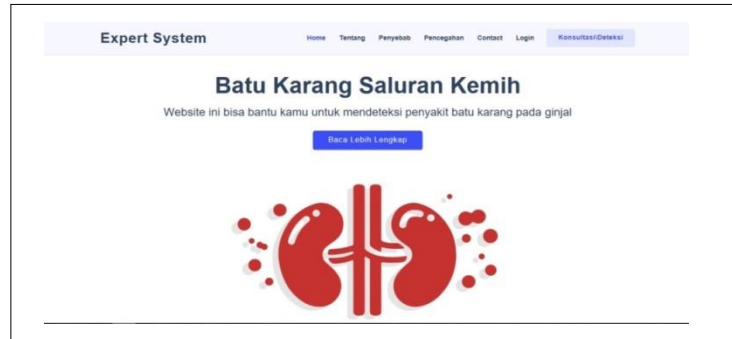 Expert System
Home Tentang Penyebab Pencegahan Contact Login Konsultasi\Deteksi
Batu Karang Saluran Kemih
Website ini bisa bantu kamu untuk mendeteksi penyakit batu karang pada ginjal
Baca Lebih Lengkap